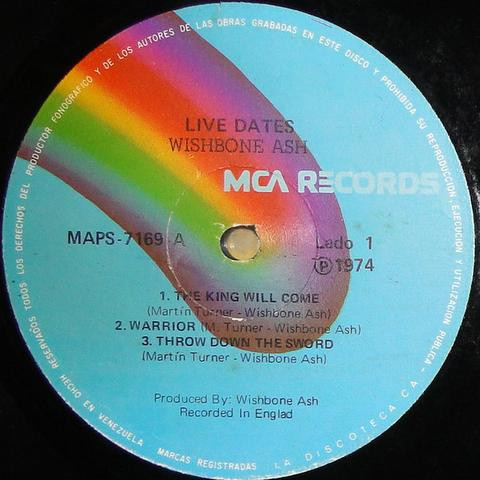 RESERVADOS TODOS LOS DERECHOS DEL PRODUCTOR FONOGRAFICO Y DE LOS AUTORES DE LAS OBRAS GRABADAS EN ESTE DISCO Y PROHIBIDA SU REPRODUCCION, EJECUCION Y UTILIZACION PUBLICA -
LIVE DATES
WISHBONE ASH
MCA RECORDS
MAPS-7169 A
Lado 1
Ⓟ1974
1. THE KING WILL COME
(Martín Turner - Wishbone Ash)
2. WARRIOR (M. Turner - Wishbone Ash)
3. THROW DOWN THE SWORD
(Martín Turner - Wishbone Ash)
Produced By: Wishbone Ash
Recorded In Englad
HECHO EN VENEZUELA MARCAS REGISTRADAS LA DISCOTECA C.A. -